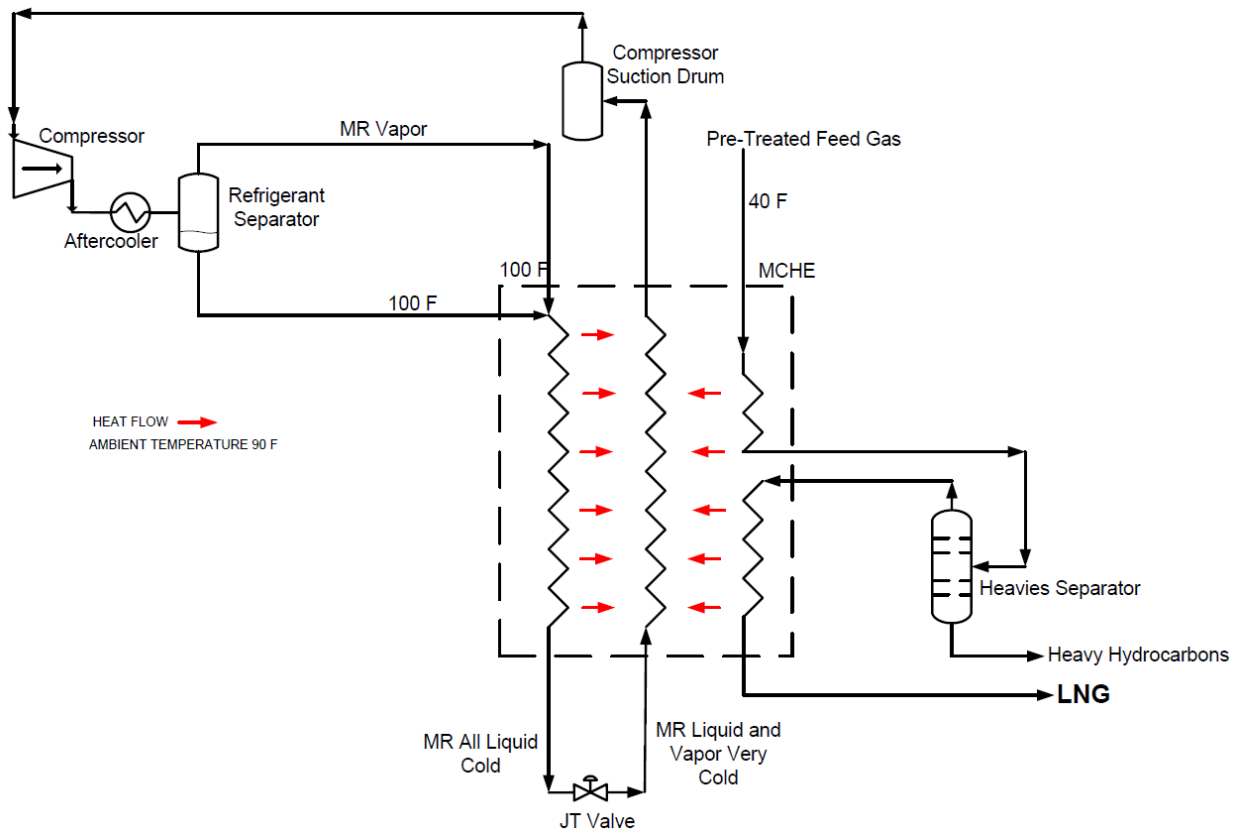 Compressor
Suction Drum
Compressor
MR Vapor
Pre-Treated Feed Gas
Refrigerant
Separator
40 F
Aftercooler
100 F
MCHE
100 F
HEAT FLOW
AMBIENT TEMPERATURE 90 F
Heavies Separator
Heavy Hydrocarbons
LNG
MR All Liquid
Cold
MR Liquid and
Vapor Very
Cold
JT Valve